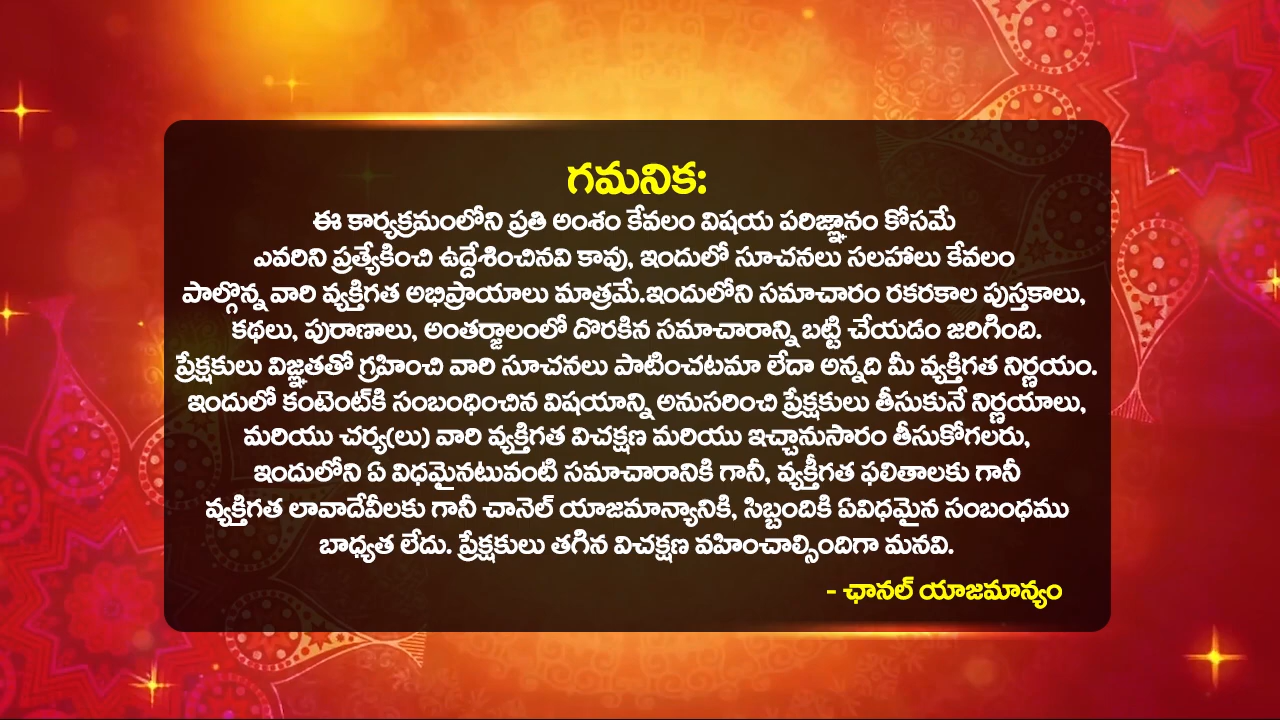 గమనిక:
ఈ కార్యక్రమంలోని ప్రతి అంశం కేవలం విషయ పరిజ్ఞానం కోసమే
ఎవరిని ప్రత్యేకించి ఉద్దేశించినవి కావు, ఇందులో సూచనలు సలహాలు కేవలం
పాల్గొన్న వారి వ్యక్తిగత అభిప్రాయాలు మాత్రమే.ఇందులోని సమాచారం రకరకాల పుస్తకాలు,
కథలు, పురాణాలు, అంతర్జాలంలో దొరకిన సమాచారాన్ని బట్టి చేయడం జరిగింది.
ప్రేక్షకులు విజ్ఞతతో గ్రహించి వారి సూచనలు పాటించటమా లేదా అన్నది మీ వ్యక్తిగత నిర్ణయం.
ఇందులో కంటెంట్‌కి సంబంధించిన విషయాన్ని అనుసరించి ప్రేక్షకులు తీసుకునే నిర్ణయాలు,
మరియు చర్య(లు) వారి వ్యక్తిగత విచక్షణ మరియు ఇచ్ఛానుసారం తీసుకోగలరు,
ఇందులోని ఏ విధమైనటువంటి సమాచారానికి గానీ, వ్యక్తీగత ఫలితాలకు గానీ
వ్యక్తిగత లావాదేవీలకు గానీ చానెల్ యాజమాన్యానికి, సిబ్బందికి ఏవిధమైన సంబంధము
బాధ్యత లేదు. ప్రేక్షకులు తగిన విచక్షణ వహించాల్సిందిగా మనవి.
- ఛానల్ యాజమాన్యం